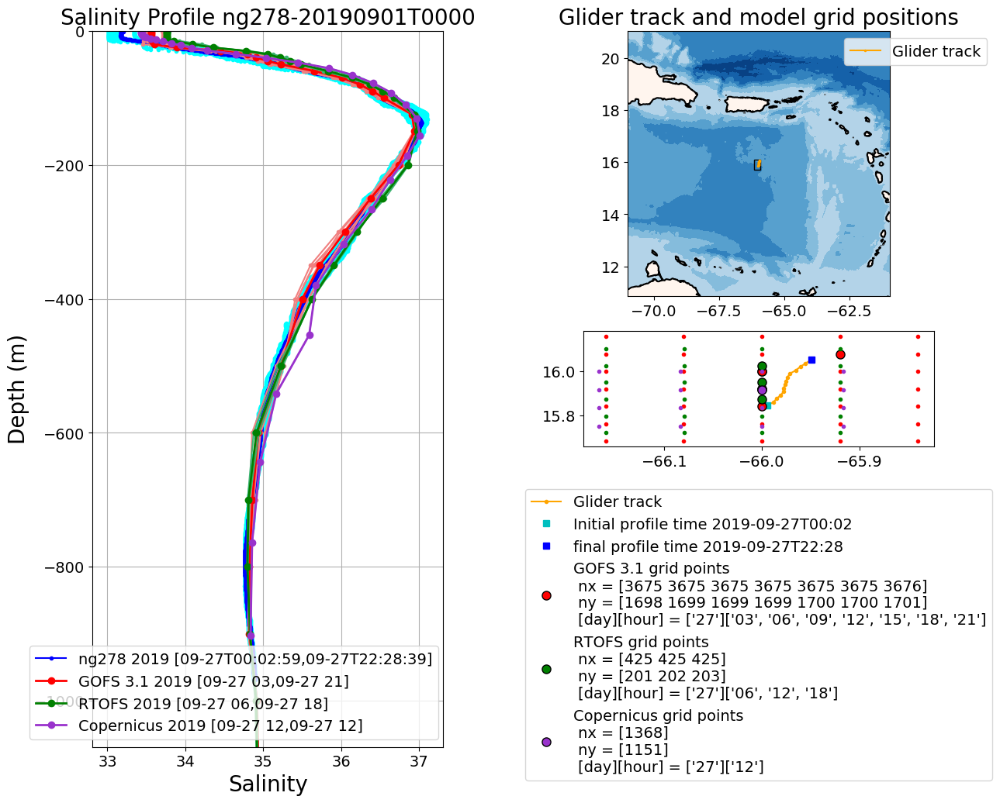 Salinity Profile ng278-20190901T0000
0
−200
−400
−600
−800
−1000
33
34
35
36
37
Depth (m)
Salinity
ng278 2019 [09-27T00:02:59,09-27T22:28:39]
GOFS 3.1 2019 [09-27 03,09-27 21]
RTOFS 2019 [09-27 06,09-27 18]
Copernicus 2019 [09-27 12,09-27 12]
Glider track and model grid positions
Glider track
20
18
16
14
12
−70.0
−67.5
−65.0
−62.5
16.0
15.8
−66.1
−66.0
−65.9
Glider track
Initial profile time 2019-09-27T00:02
final profile time 2019-09-27T22:28
GOFS 3.1 grid points
nx = [3675 3675 3675 3675 3675 3675 3676]
ny = [1698 1699 1699 1699 1700 1700 1701]
[day][hour] = ['27']['03', '06', '09', '12', '15', '18', '21']
RTOFS grid points
nx = [425 425 425]
ny = [201 202 203]
[day][hour] = ['27']['06', '12', '18']
Copernicus grid points
nx = [1368]
ny = [1151]
[day][hour] = ['27']['12']